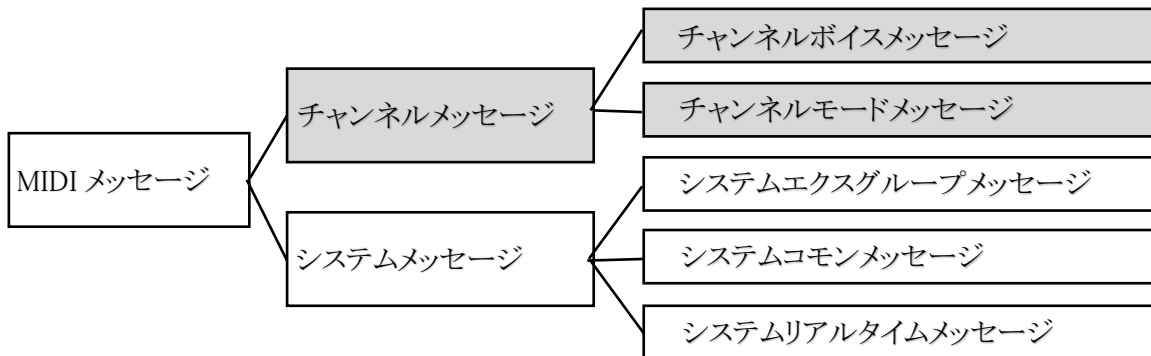 MIDI メッセージ
チャンネルメッセージ
チャンネルボイスメッセージ
チャンネルモードメッセージ
システムメッセージ
システムエクスグループメッセージ
システムコモンメッセージ
システムリアルタイムメッセージ